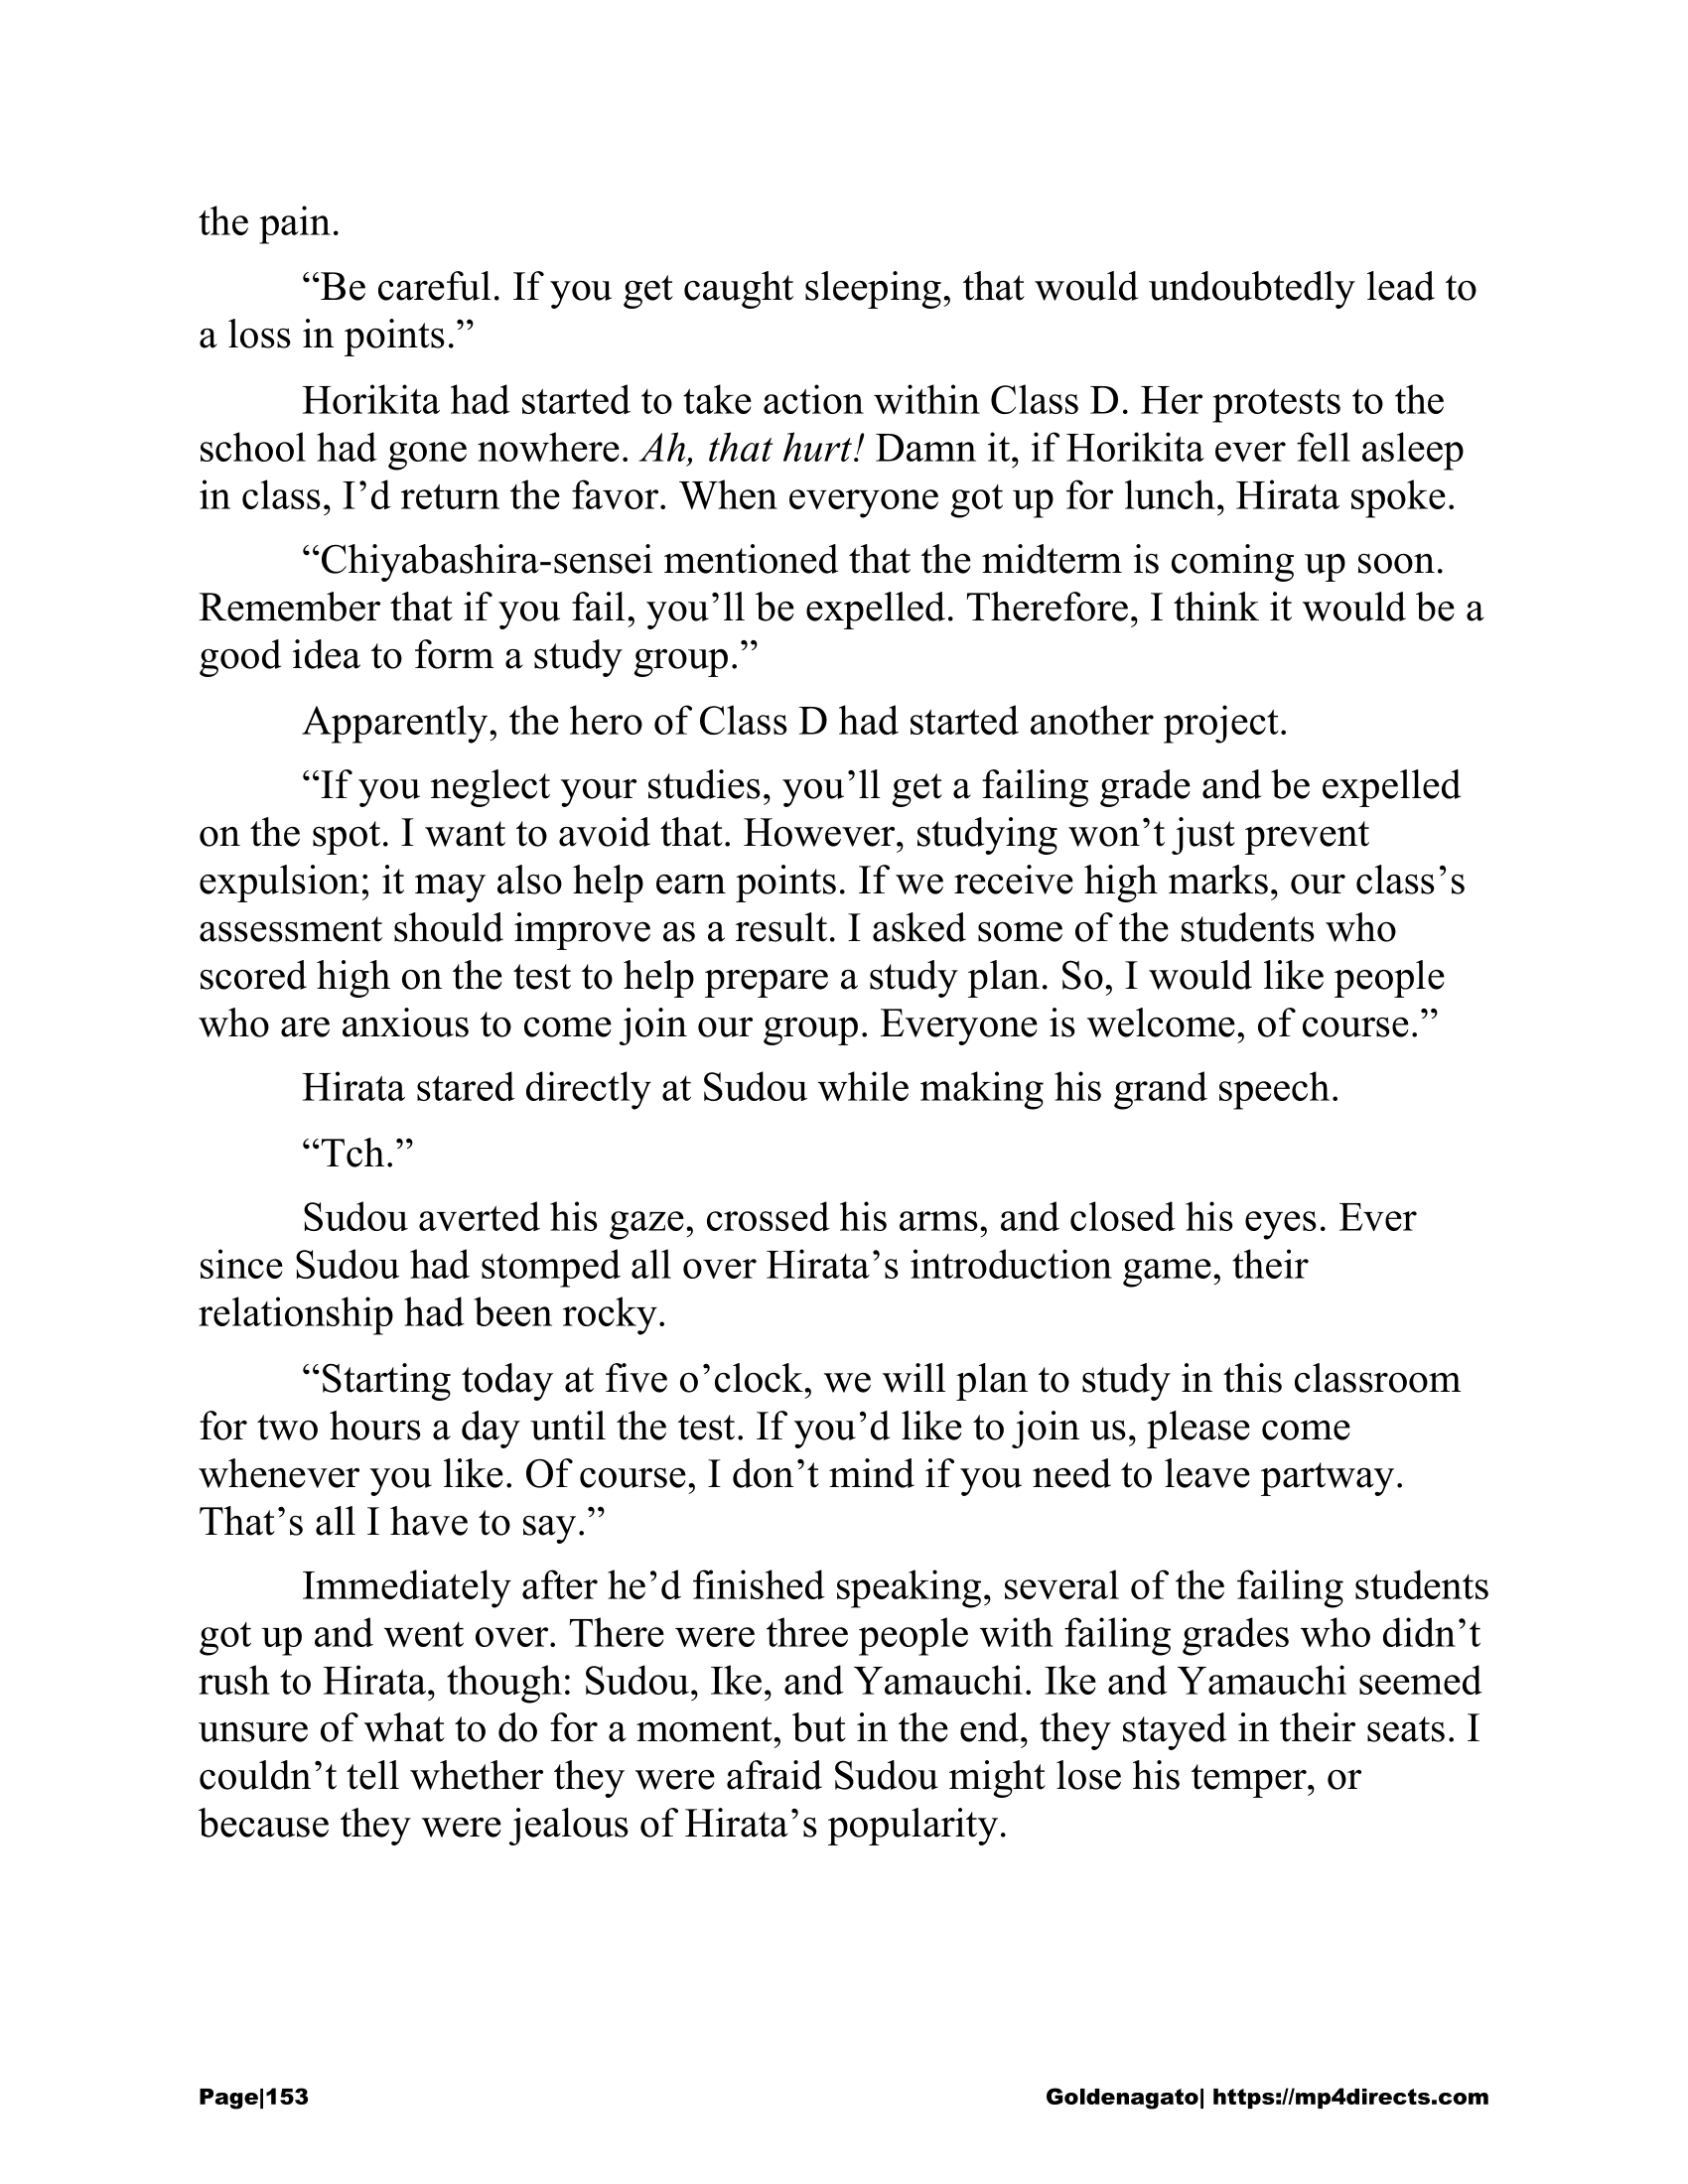 the pain.
“Be careful. If you get caught sleeping, that would undoubtedly lead to
a loss in points.”
Horikita had started to take action within Class D. Her protests to the
school had gone nowhere. Ah, that hurt! Damn it, if Horikita ever fell asleep
in class, I’d return the favor. When everyone got up for lunch, Hirata spoke.
“Chiyabashira-sensei mentioned that the midterm is coming up soon.
Remember that if you fail, you’ll be expelled. Therefore, I think it would be a
good idea to form a study group.”
Apparently, the hero of Class D had started another project.
“If you neglect your studies, you’ll get a failing grade and be expelled
on the spot. I want to avoid that. However, studying won’t just prevent
expulsion; it may also help earn points. If we receive high marks, our class’s
assessment should improve as a result. I asked some of the students who
scored high on the test to help prepare a study plan. So, I would like people
who are anxious to come join our group. Everyone is welcome, of course.”
Hirata stared directly at Sudou while making his grand speech.
“Tch.”
Sudou averted his gaze, crossed his arms, and closed his eyes. Ever
since Sudou had stomped all over Hirata’s introduction game, their
relationship had been rocky.
“Starting today at five o’clock, we will plan to study in this classroom
for two hours a day until the test. If you’d like to join us, please come
whenever you like. Of course, I don’t mind if you need to leave partway.
That’s all I have to say.”
Immediately after he’d finished speaking, several of the failing students
got up and went over. There were three people with failing grades who didn’t
rush to Hirata, though: Sudou, Ike, and Yamauchi. Ike and Yamauchi seemed
unsure of what to do for a moment, but in the end, they stayed in their seats. I
couldn’t tell whether they were afraid Sudou might lose his temper, or
because they were jealous of Hirata’s popularity.
Page|153 Goldenagato| https://mp4directs.com